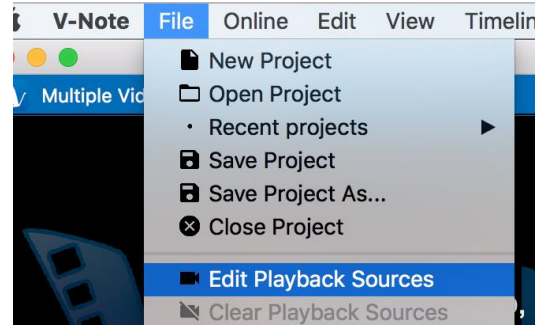 V-Note File Online Edit View
Multiple
New Project
Open Project
Recent projects
Save Project
Save Project As...
Close Project
Edit Playback Sources
Clear Playback Sources